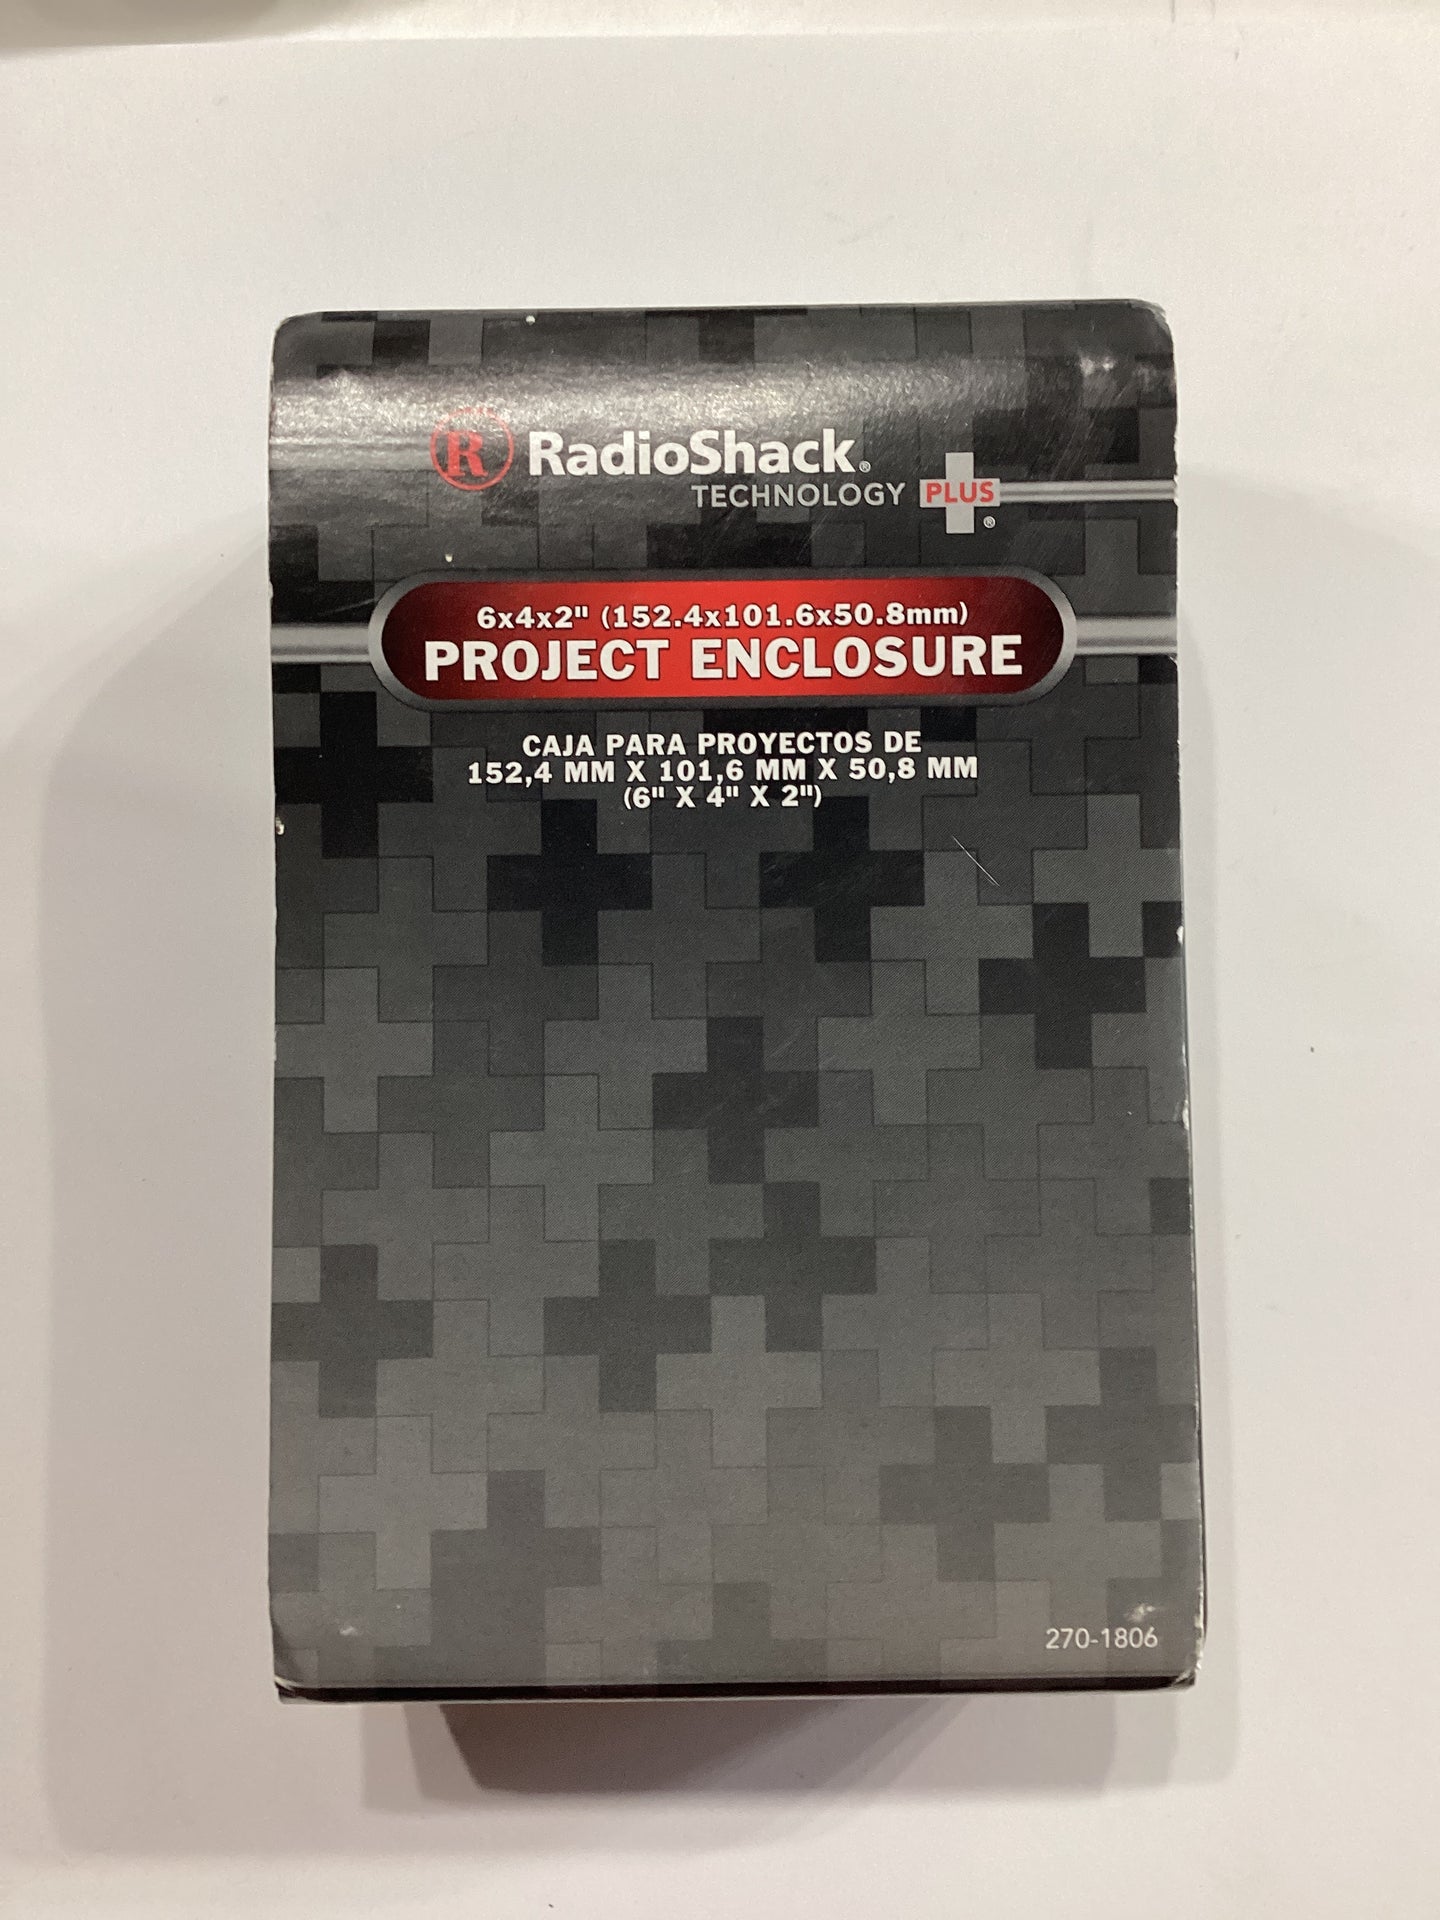 R RadioShack®
TECHNOLOGY PLUS®
6x4x2" (152.4x101.6x50.8mm)
PROJECT ENCLOSURE
CAJA PARA PROYECTOS DE
152,4 MM X 101,6 MM X 50,8 MM
(6" X 4" X 2")
270-1806